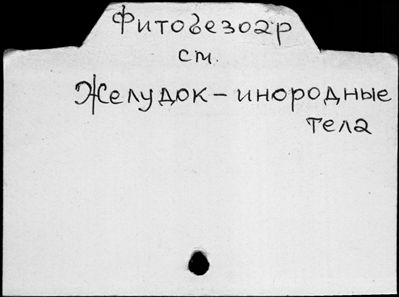 Фитобезоар
см.
Желудок – инородные
тела